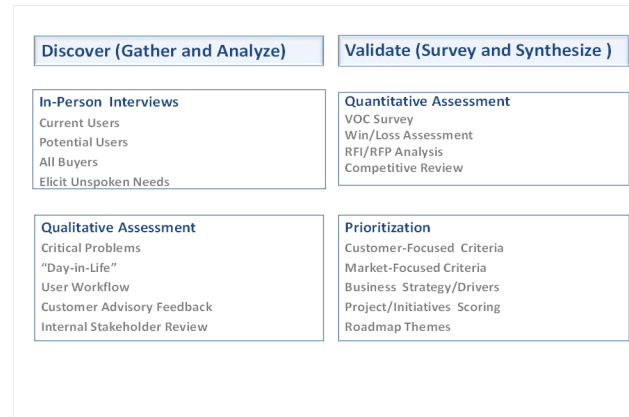 Discover (Gather and Analyze)
Validate (Survey and Synthesize )
In-Person Interviews
Current Users
Potential Users
All Buyers
Elicit Unspoken Needs
Quantitative Assessment
VOC Survey
Win/Loss Assessment
RFI/RFP Analysis
Competitive Review
Qualitative Assessment
Critical Problems
“Day-in-Life”
User Workflow
Customer Advisory Feedback
Internal Stakeholder Review
Prioritization
Customer-Focused Criteria
Market-Focused Criteria
Business Strategy/Drivers
Project/Initiatives Scoring
Roadmap Themes